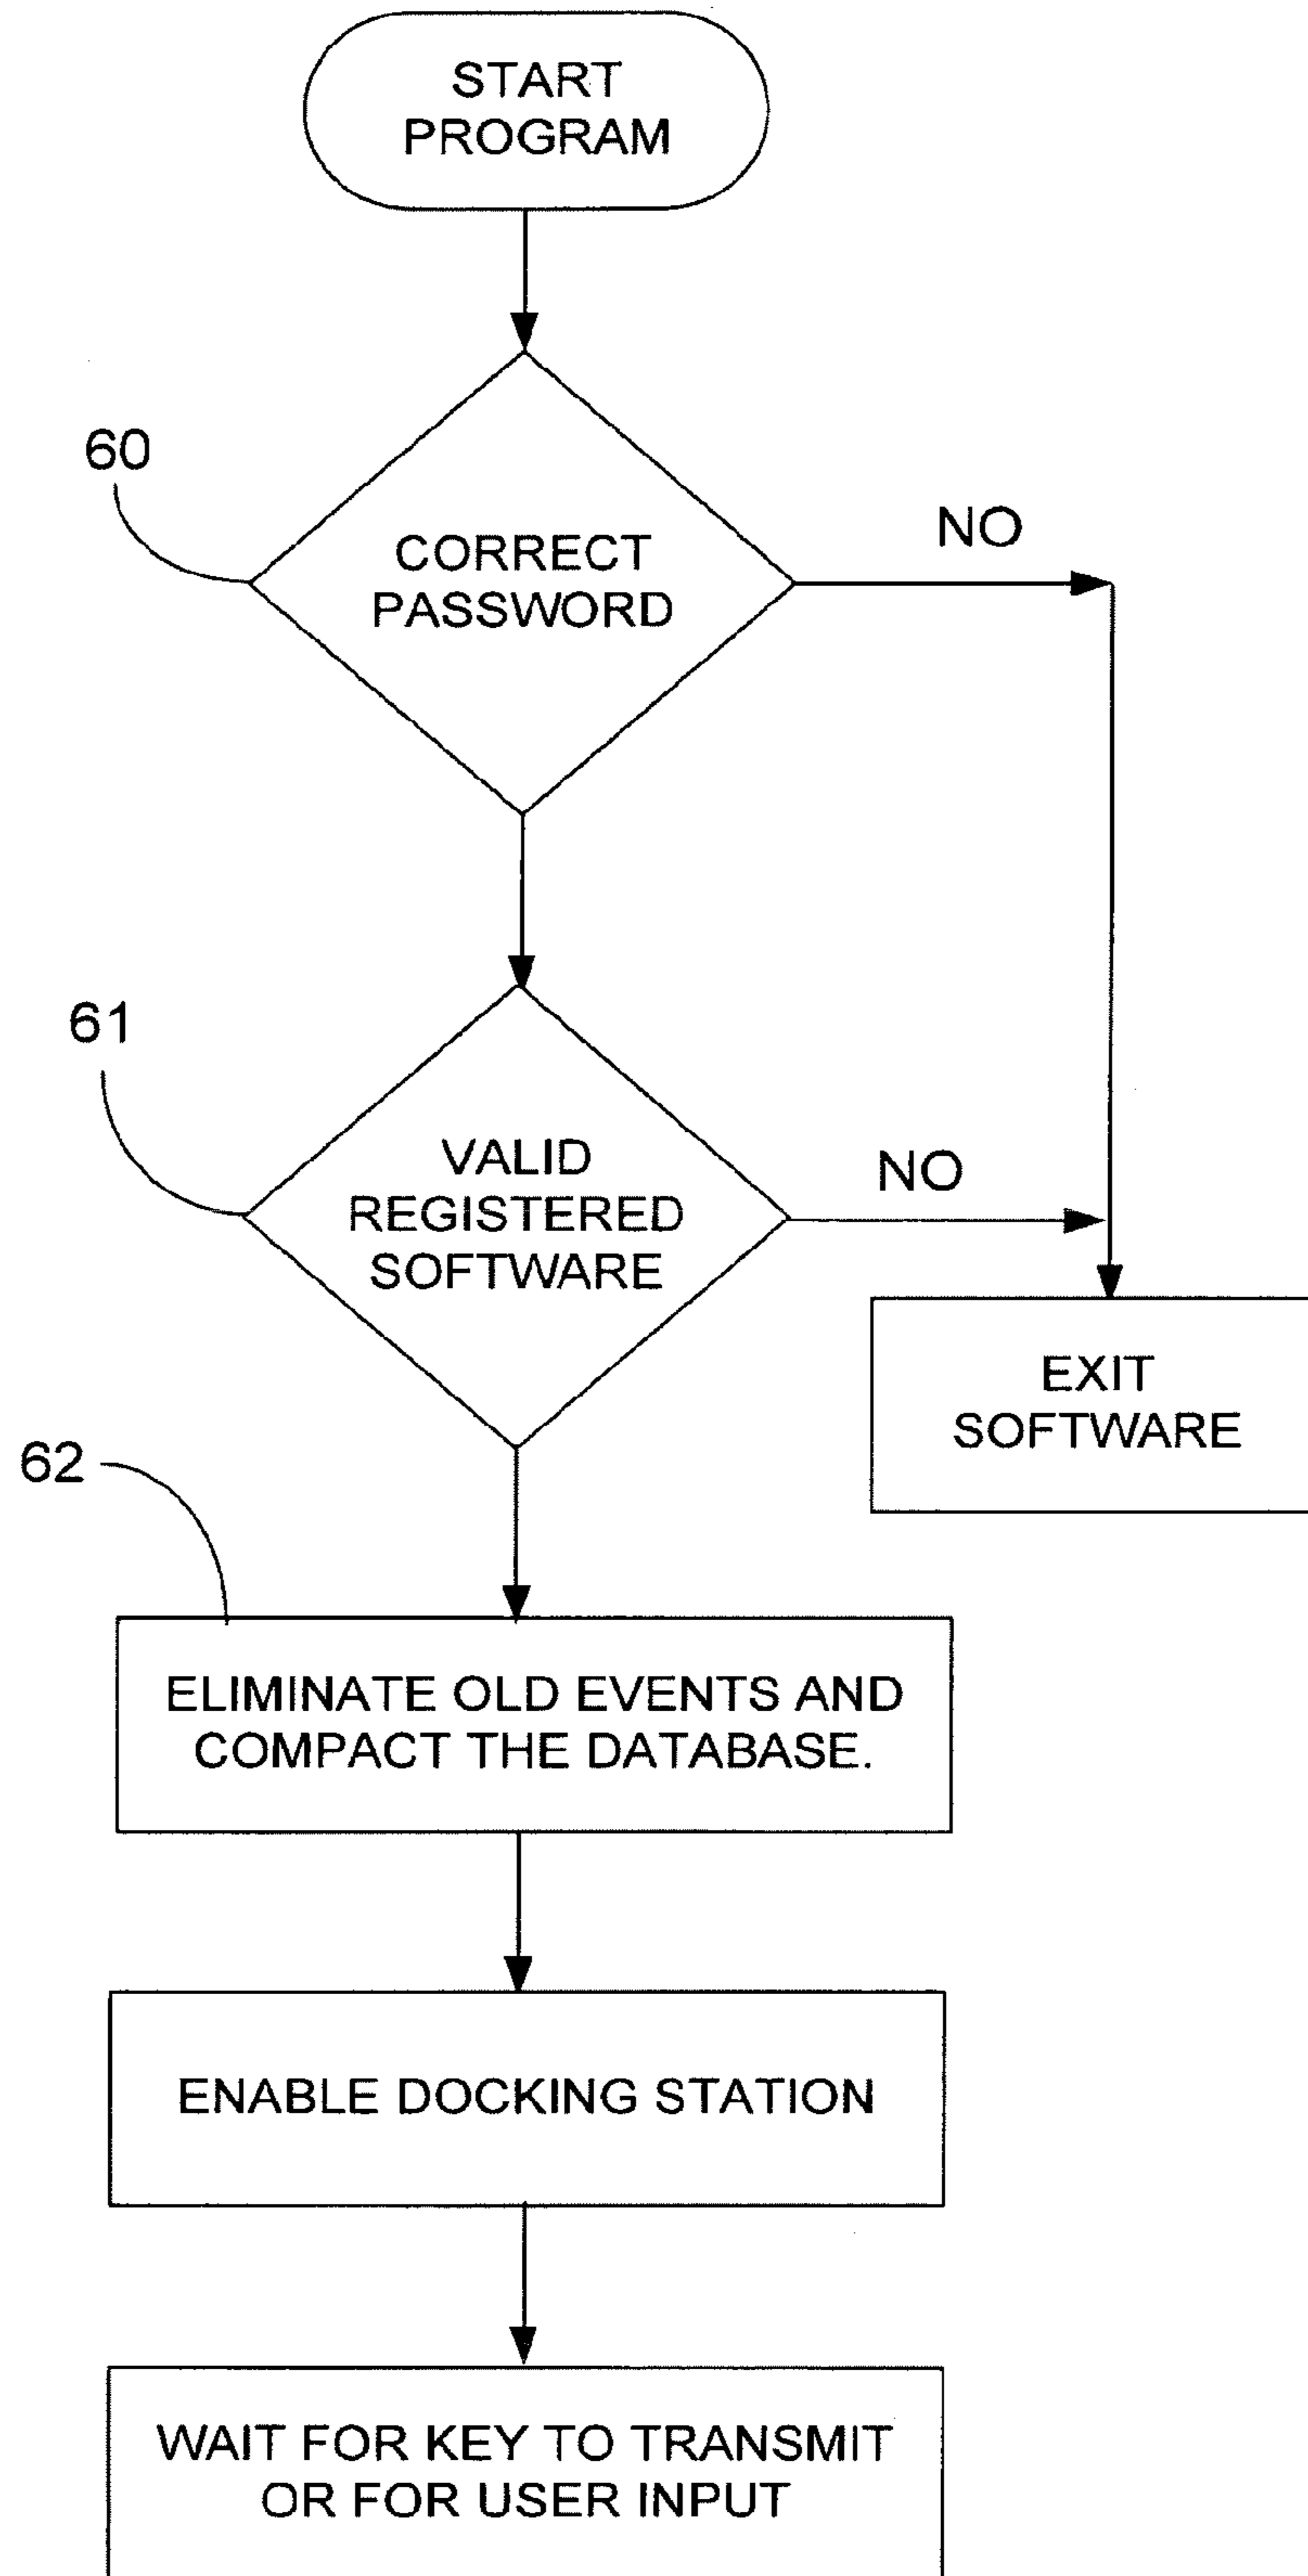 START
PROGRAM
60
CORRECT
PASSWORD
NO
61
VALID
REGISTERED
SOFTWARE
NO
EXIT
SOFTWARE
62
ELIMINATE OLD EVENTS AND
COMPACT THE DATABASE.
ENABLE DOCKING STATION
WAIT FOR KEY TO TRANSMIT
OR FOR USER INPUT